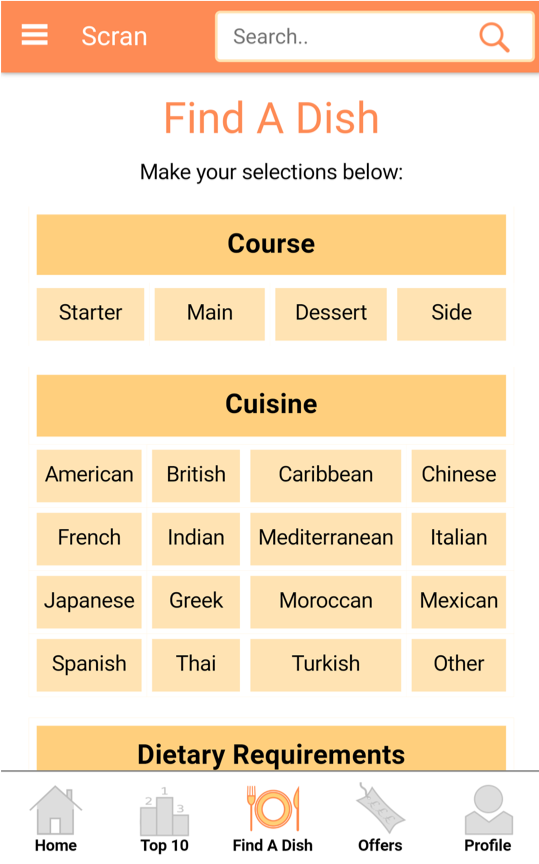 Scran Search..
Find A Dish
Make your selections below:
Course
Starter Main Dessert Side
Cuisine
American British Caribbean Chinese
French Indian Mediterranean Italian
Japanese Greek Moroccan Mexican
Spanish Thai Turkish Other
Dietary Requirements
2 1 3 £££
Home Top 10 Find A Dish Offers Profile